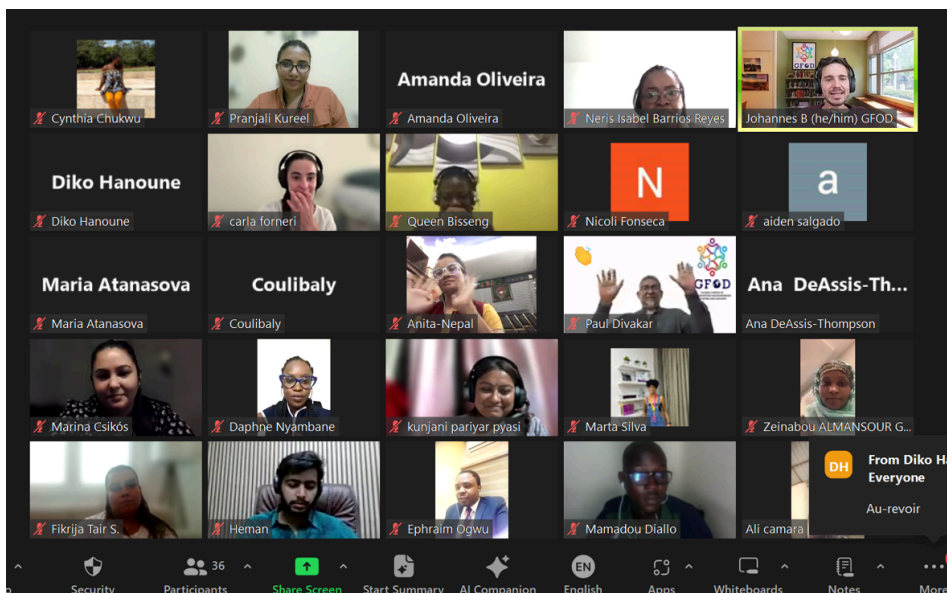 Cynthia Chukwu
Pranjali Kureel
Amanda Oliveira
Amanda Oliveira
Neris Isabel Barrios Reyes
GFOD
Johannes B (he/him) GFOD
Diko Hanoune
Diko Hanoune
carla forneri
Queen Bisseng
N
Nicoli Fonseca
a
aiden salgado
Maria Atanasova
Maria Atanasova
Coulibaly
Coulibaly
Anita-Nepal
GFOD
Paul Divakar
Ana DeAssis-Th...
Ana DeAssis-Thompson
Marina Csikós
Daphne Nyambane
kunjani pariyar pyasi
Marta Silva
Zeinabou ALMANSOUR G...
Fikrija Tair S.
Heman
Ephraim Ogwu
Mamadou Diallo
Ali camara
DH
From Diko Ha
Everyone
Au-revoir
Security
Participants
36
Share Screen
Start Summary
AI Companion
EN
English
Apps
Whiteboards
Notes
More